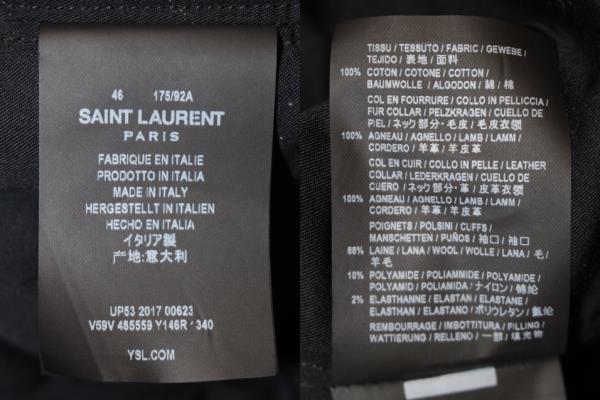 46 175/92A
SAINT LAURENT
PARIS
FABRIQUE EN ITALIE
PRODOTTO IN ITALIA
MADE IN ITALY
HERGESTELLT IN ITALIEN
HECHO EN ITALIA
イタリア製
产地:意大利
UP53 2017 00623
V59V 485559 Y146R 1340
YSL.COM
TISSU / TESSUTO / FABRIC / GEWEBE /
TEJIDO / 表地 / 面料
100% COTON / COTONE / COTTON /
BAUMWOLLE / ALGODON / 綿 / 棉
COL EN FOURRURE / COLLO IN PELLICCIA /
FUR COLLAR / PELZKRAGEN / CUELLO DE
PIEL / ネック部分・毛皮 / 毛皮衣领
100% AGNEAU / AGNELLO / LAMB / LAMM /
CORDERO / 羊革 / 羊皮革
COL EN CUIR / COLLO IN PELLE / LEATHER
COLLAR / LEDERKRAGEN / CUELLO DE
CUERO / ネック部分・革 / 皮革衣领
100% AGNEAU / AGNELLO / LAMB / LAMM /
CORDERO / 羊革 / 羊皮革
POIGNETS / POLSINI / CUFFS /
MANSCHETTEN / PUÑOS / 袖口 / 袖口
88% LAINE / LANA / WOOL / WOLLE / LANA / 毛 /
羊毛
10% POLYAMIDE / POLIAMMIDE / POLYAMIDE /
POLYAMID / POLIAMIDA / ナイロン / 锦纶
2% ELASTHANNE / ELASTAN / ELASTANE /
ELASTHAN / ELASTANO / ポリウレタン / 氨纶
REMBOURRAGE / IMBOTTITURA / FILLING /
WATTIERUNG / RELLENO / 一部 / 填充物